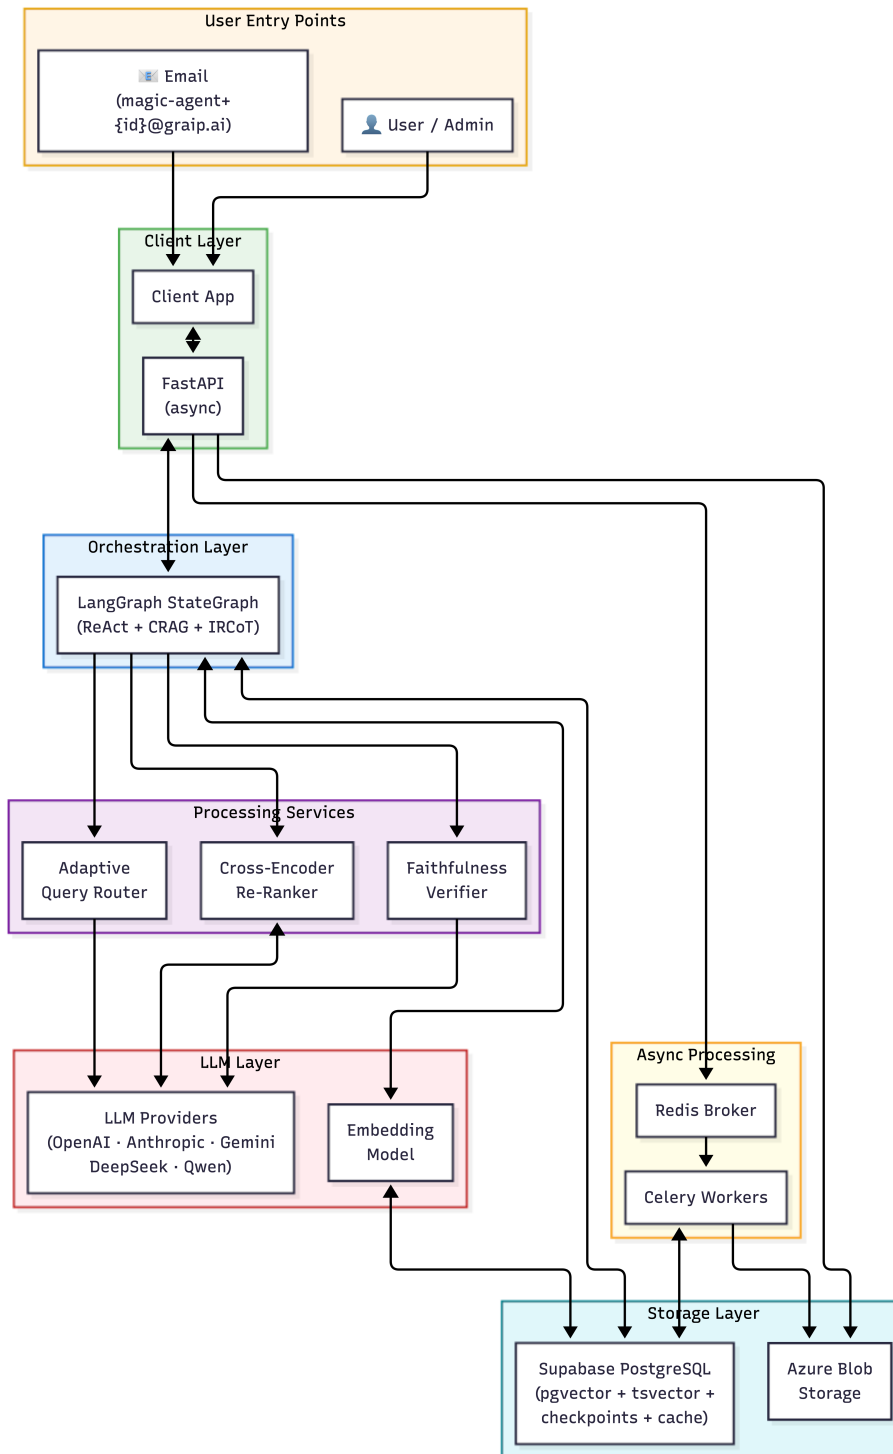 User Entry Points
📧 Email
(magic-agent+
{id}@graip.ai)
👤 User / Admin
Client Layer
Client App
FastAPI
(async)
Orchestration Layer
LangGraph StateGraph
(ReAct + CRAG + IRCoT)
Processing Services
Adaptive
Query Router
Cross-Encoder
Re-Ranker
Faithfulness
Verifier
LLM Layer
LLM Providers
(OpenAI · Anthropic · Gemini
DeepSeek · Qwen)
Embedding
Model
Async Processing
Redis Broker
Celery Workers
Storage Layer
Supabase PostgreSQL
(pgvector + tsvector +
checkpoints + cache)
Azure Blob
Storage